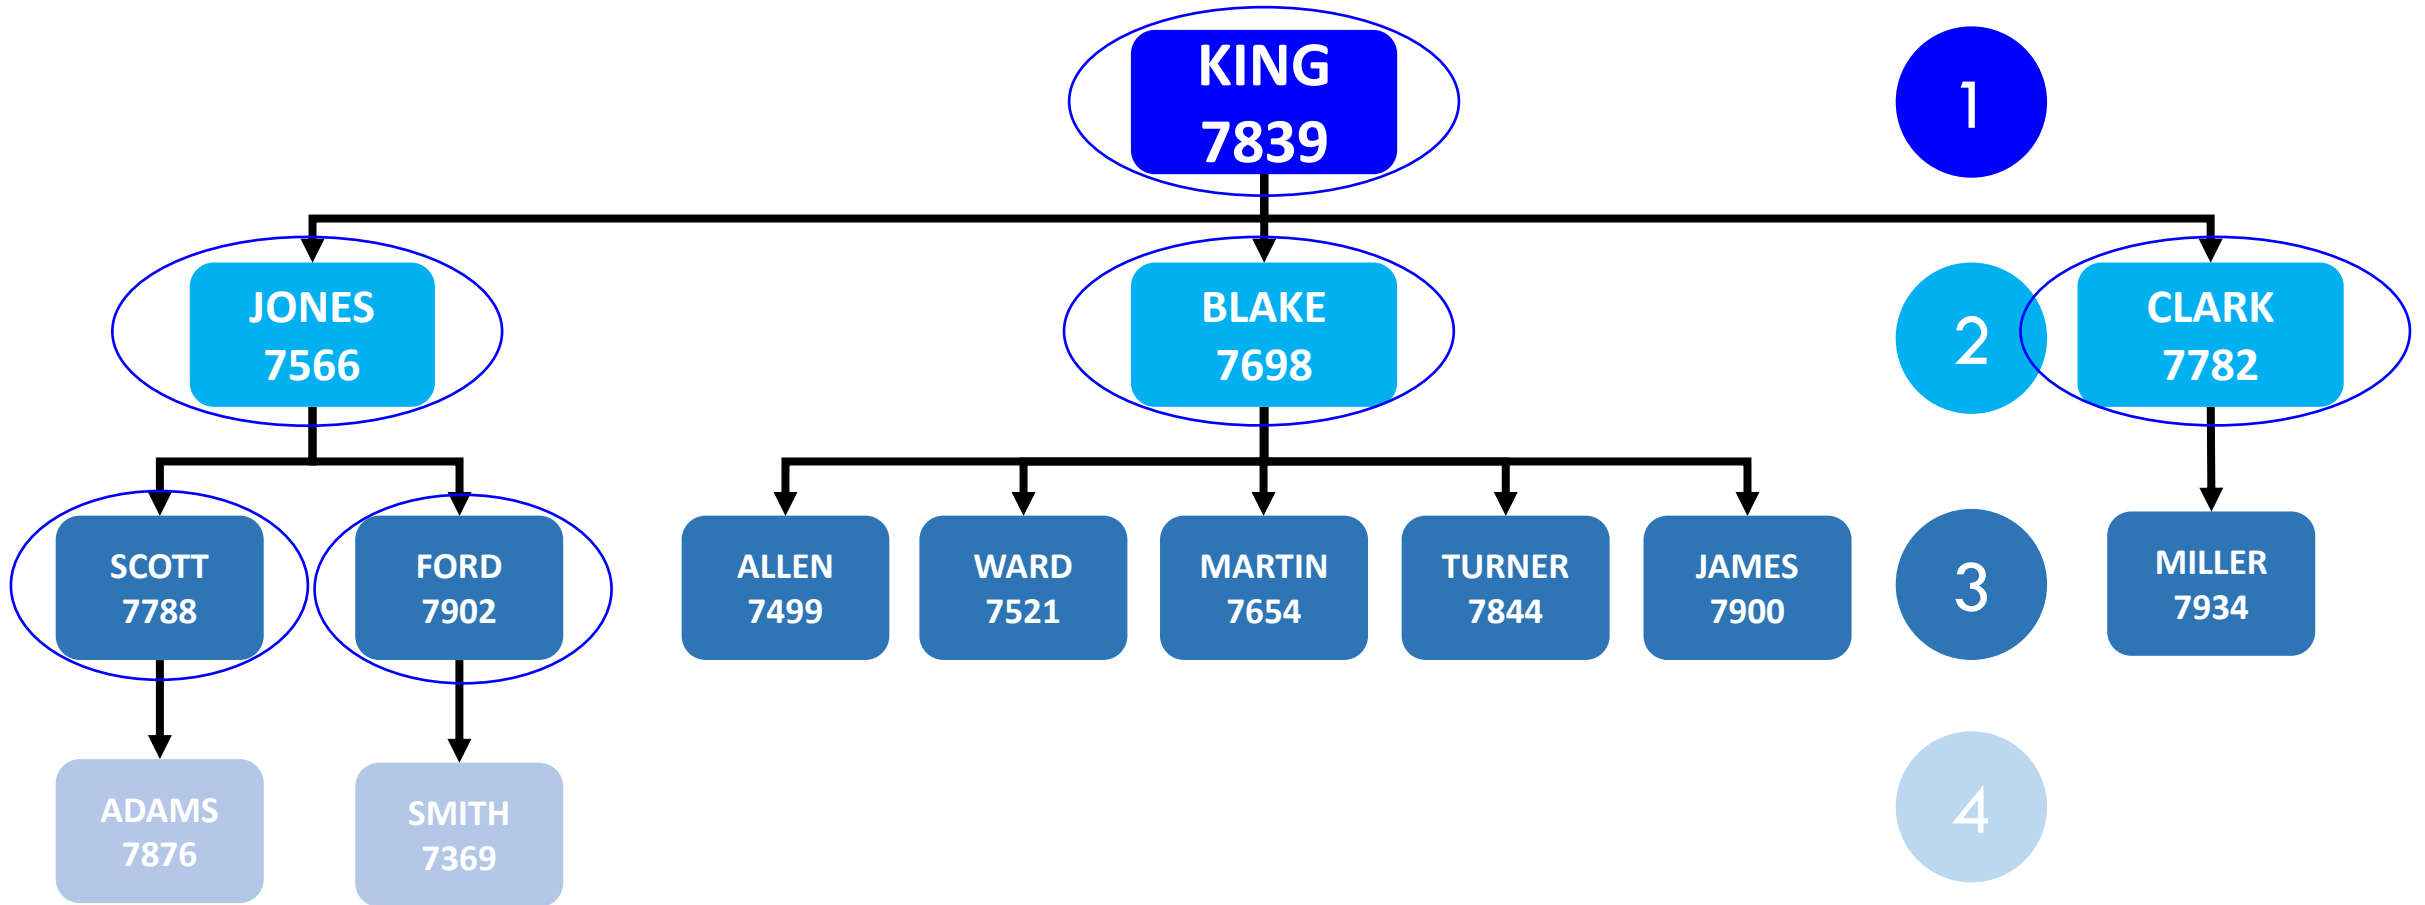 KING
7839
1
JONES
7566
BLAKE
7698
2
CLARK
7782
SCOTT
7788
FORD
7902
ALLEN
7499
WARD
7521
MARTIN
7654
TURNER
7844
JAMES
7900
3
MILLER
7934
ADAMS
7876
SMITH
7369
4